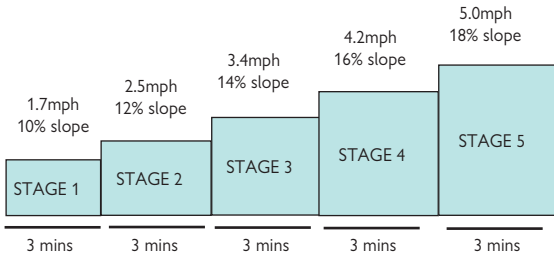 1.7mph
10% slope
2.5mph
12% slope
3.4mph
14% slope
4.2mph
16% slope
5.0mph
18% slope
STAGE 1
STAGE 2
STAGE 3
STAGE 4
STAGE 5
3 mins
3 mins
3 mins
3 mins
3 mins